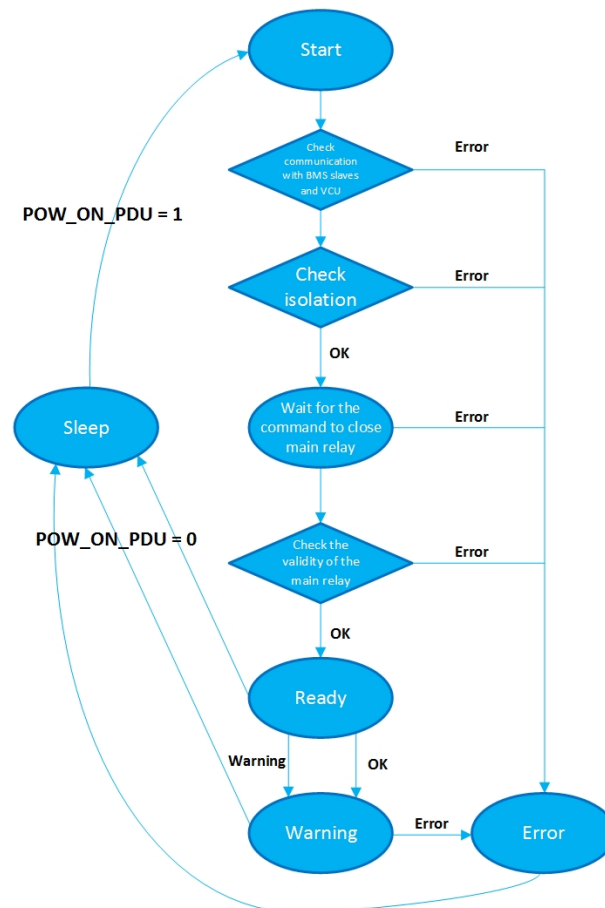 Start
Check
communication
with BMS slaves
and VCU
Error
POW_ON_PDU = 1
Check
isolation
Error
OK
Wait for the
command to close
main relay
Error
Sleep
POW_ON_PDU = 0
Check the
validity of the
main relay
Error
OK
Ready
Warning
OK
Warning
Error
Error